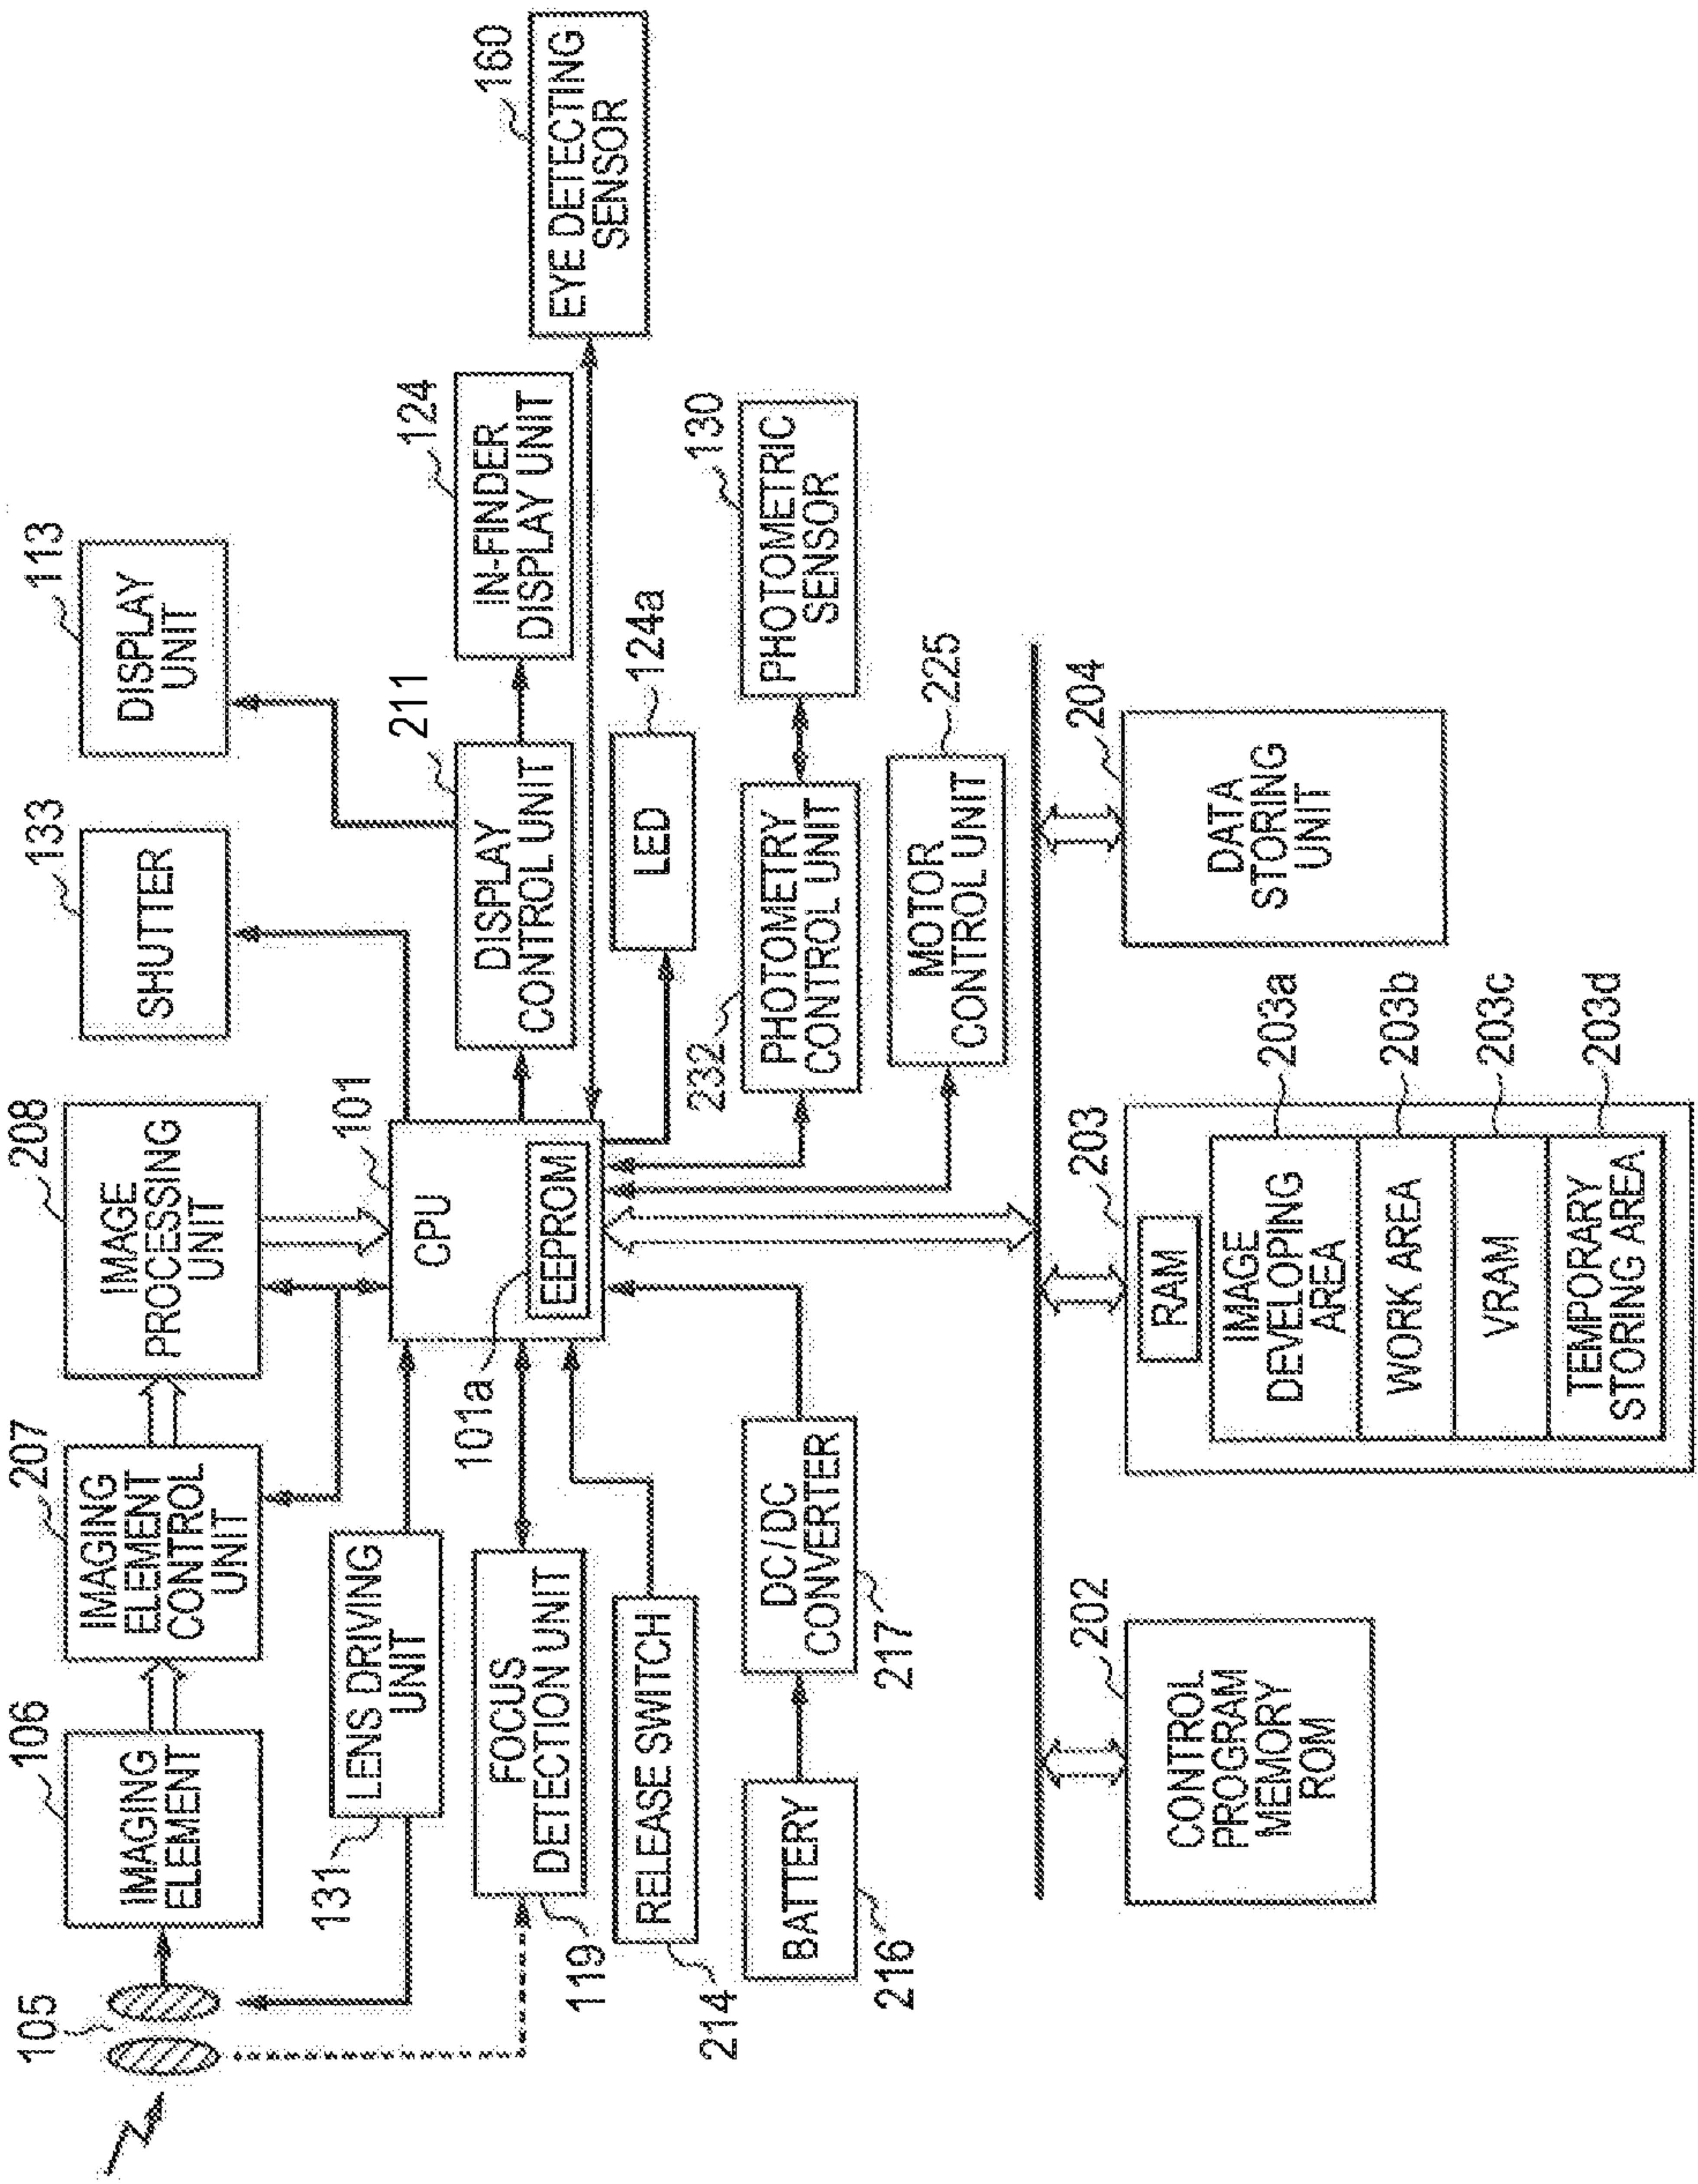 105
106
IMAGING
ELEMENT
207
IMAGING
ELEMENT
CONTROL
UNIT
208
IMAGE
PROCESSING
UNIT
133
SHUTTER
113
DISPLAY
UNIT
131
LENS DRIVING
UNIT
119
FOCUS
DETECTION UNIT
214
RELEASE SWITCH
101
CPU
101a
EEPROM
211
DISPLAY
CONTROL UNIT
124
IN-FINDER
DISPLAY UNIT
160
EYE DETECTING
SENSOR
LED
124a
216
BATTERY
217
DC/DC
CONVERTER
232
PHOTOMETRY
CONTROL UNIT
130
PHOTOMETRIC
SENSOR
MOTOR
CONTROL UNIT
225
202
CONTROL
PROGRAM
MEMORY
ROM
203
RAM
IMAGE
DEVELOPING
AREA
203a
WORK AREA
203b
VRAM
203c
TEMPORARY
STORING AREA
203d
204
DATA
STORING
UNIT